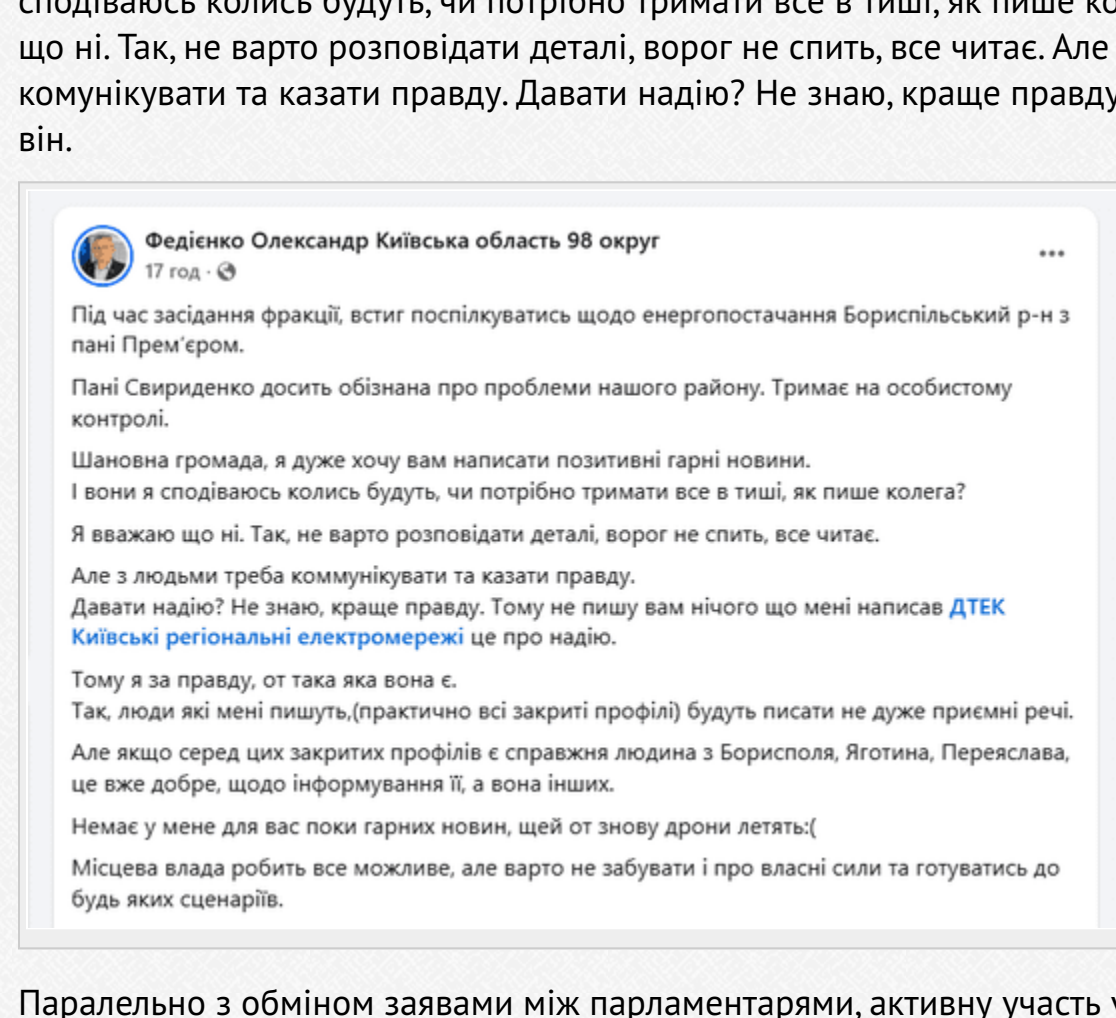 сподіваюсь колись будуть, чи потрібно тримати все в тиші, як пише ко
що ні. Так, не варто розповідати деталі, ворог не спить, все читає. Але
комунікувати та казати правду. Давати надію? Не знаю, краще правду
він.
Федієнко Олександр Київська область 98 округ
17 год ·
Під час засідання фракції, встиг поспілкуватись щодо енергопостачання Бориспільський р-н з
пані Прем'єром.
Пані Свириденко досить обізнана про проблеми нашого району. Тримає на особистому
контролі.
Шановна громада, я дуже хочу вам написати позитивні гарні новини.
І вони я сподіваюсь колись будуть, чи потрібно тримати все в тиші, як пише колега?
Я вважаю що ні. Так, не варто розповідати деталі, ворог не спить, все читає.
Але з людьми треба коммунікувати та казати правду.
Давати надію? Не знаю, краще правду. Тому не пишу вам нічого що мені написав ДТЕК
Київські регіональні електромережі це про надію.
Тому я за правду, от така яка вона є.
Так, люди які мені пишуть,(практично всі закриті профілі) будуть писати не дуже приємні речі.
Але якщо серед цих закритих профілів є справжня людина з Борисполя, Яготина, Переяслава,
це вже добре, щодо інформування її, а вона інших.
Немає у мене для вас поки гарних новин, щей от знову дрони летять:(
Місцева влада робить все можливе, але варто не забувати і про власні сили та готуватись до
будь яких сценаріїв.
Паралельно з обміном заявами між парламентарями, активну участь у